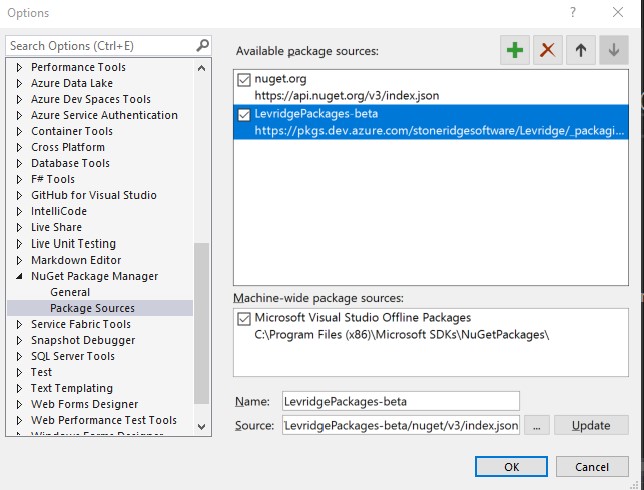 Options
?
Search Options (Ctrl+E)
Performance Tools
Azure Data Lake
Azure Dev Spaces Tools
Azure Service Authentication
Container Tools
Cross Platform
Database Tools
F# Tools
GitHub for Visual Studio
IntelliCode
Live Share
Live Unit Testing
Markdown Editor
NuGet Package Manager
General
Package Sources
Service Fabric Tools
Snapshot Debugger
SQL Server Tools
Test
Text Templating
Web Forms Designer
Web Performance Test Tools
Windows Forms Designer
Available package sources:
nuget.org
https://api.nuget.org/v3/index.json
LevridgePackages-beta
https://pkgs.dev.azure.com/stoneridgesoftware/Levridge/_packagi...
Machine-wide package sources:
Microsoft Visual Studio Offline Packages
C:\Program Files (x86)\Microsoft SDKs\NuGetPackages\
Name:
LevridgePackages-beta
Source:
LevridgePackages-beta/nuget/v3/index.json
...
Update
OK
Cancel